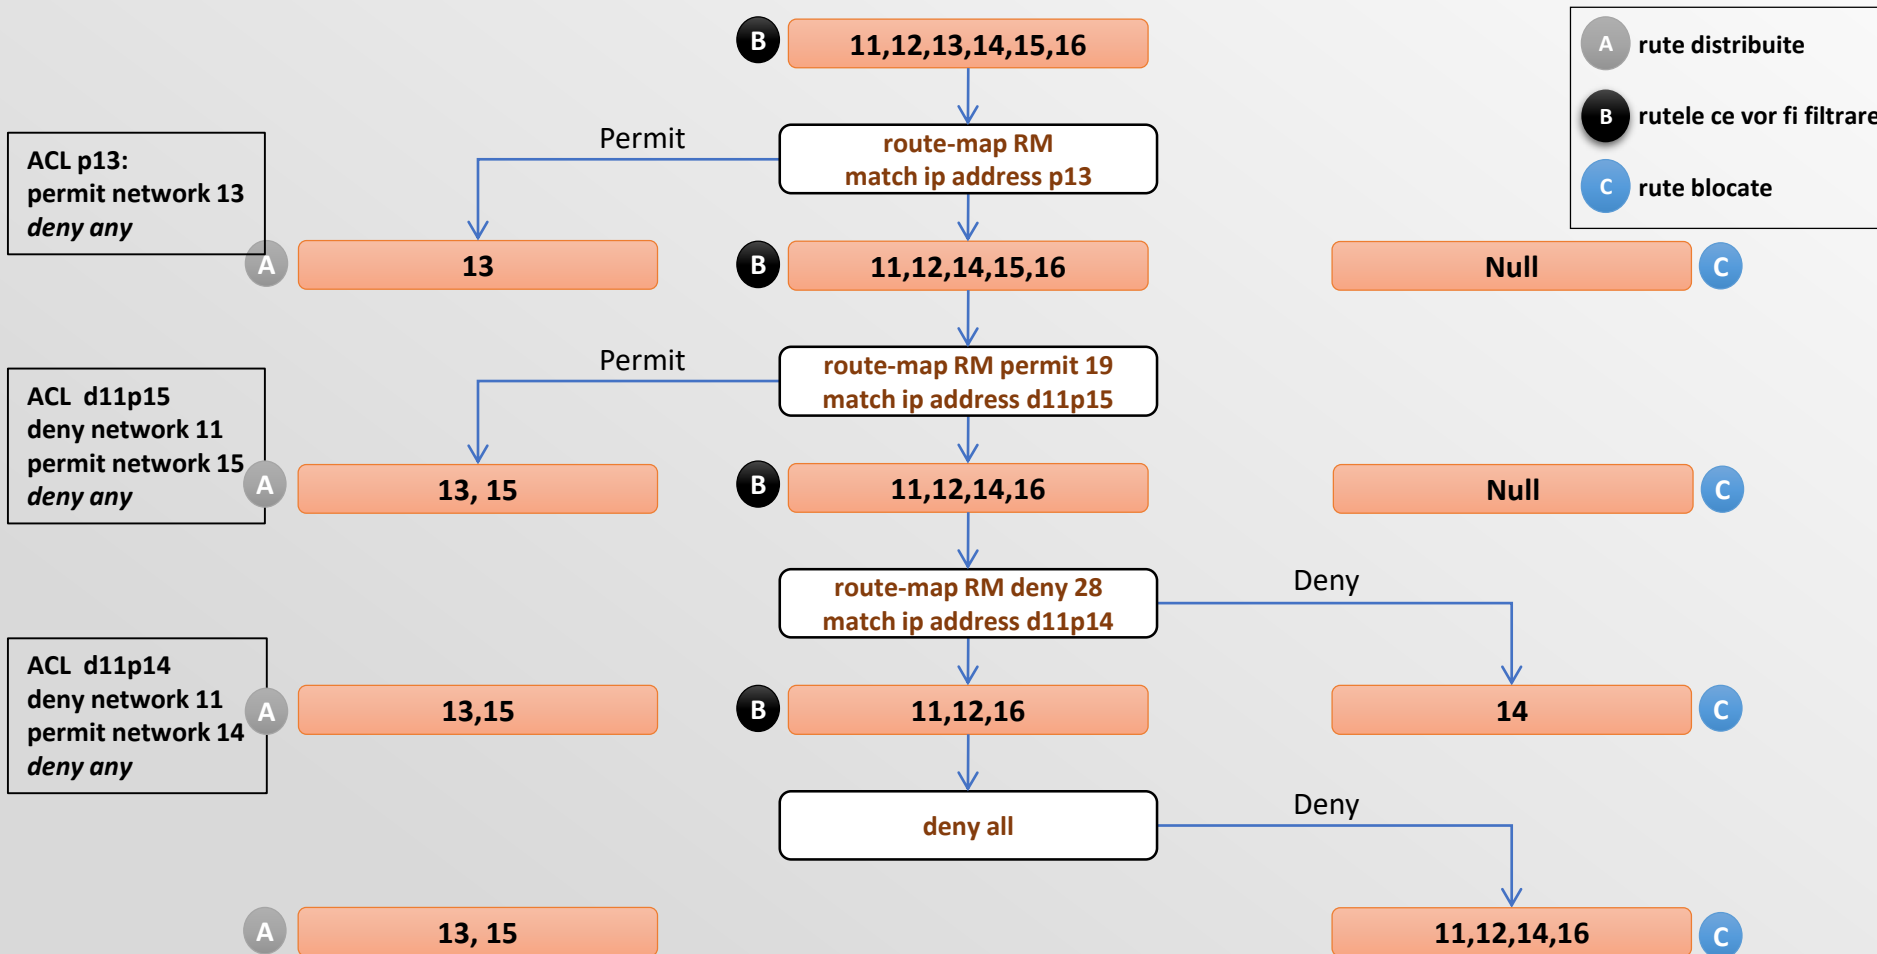 B
11,12,13,14,15,16
A
rute distribuite
B
rutele ce vor fi filtrare
C
rute blocate
ACL p13:
permit network 13
deny any
Permit
route-map RM
match ip address p13
A
13
B
11,12,14,15,16
Null
C
ACL  d11p15
deny network 11
permit network 15
deny any
Permit
route-map RM permit 19
match ip address d11p15
A
13, 15
B
11,12,14,16
Null
C
ACL  d11p14
deny network 11
permit network 14
deny any
route-map RM deny 28
match ip address d11p14
Deny
A
13,15
B
11,12,16
14
C
deny all
Deny
A
13, 15
11,12,14,16
C